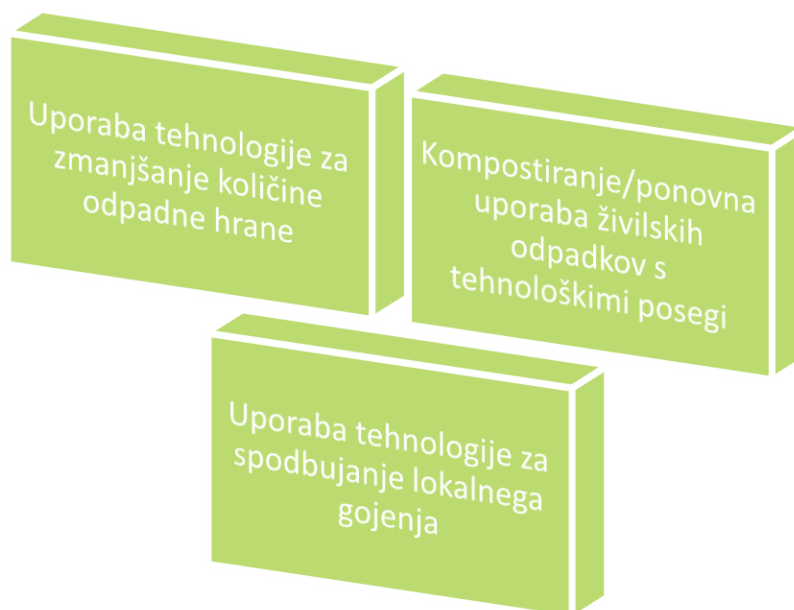 Uporaba tehnologije za
zmanjšanje količine
odpadne hrane
Kompostiranje/ponovna
uporaba živilskih
odpadkov s
tehnološkimi posegi
Uporaba tehnologije za
spodbujanje lokalnega
gojenja